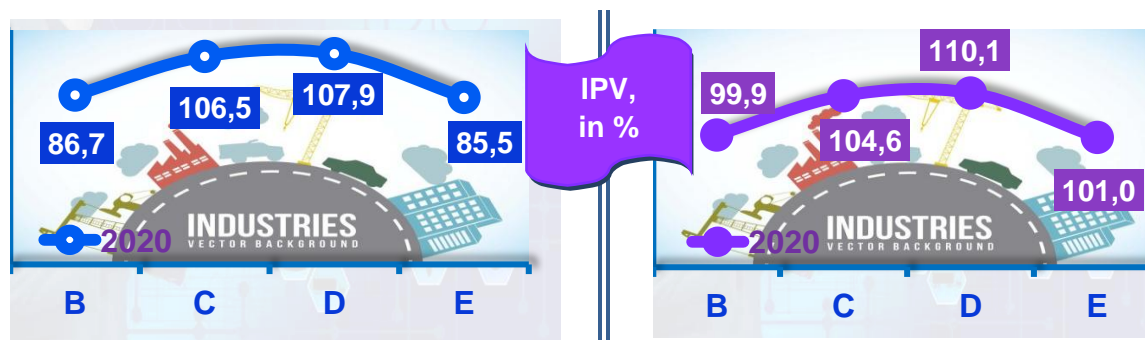 86,7
106,5
107,9
85,5
INDUSTRIES
VECTOR BACKGROUND
2020
B C D E
IPV,
in %
99,9
104,6
110,1
101,0
INDUSTRIES
VECTOR BACKGROUND
2020
B C D E